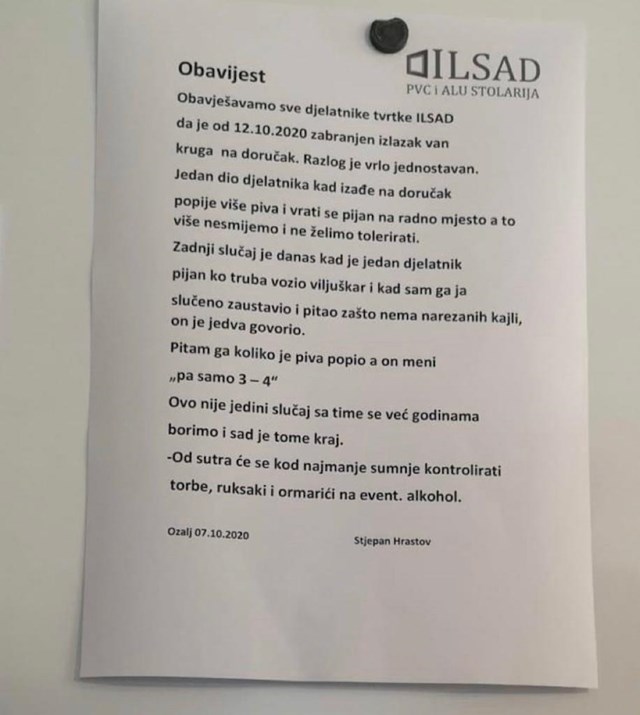 Obavijest
ILSAD
PVC i ALU STOLARIJA
Obavješavamo sve djelatnike tvrtke ILSAD
da je od 12.10.2020 zabranjen izlazak van
kruga na doručak. Razlog je vrlo jednostavan.
Jedan dio djelatnika kad izađe na doručak
popije više piva i vrati se pijan na radno mjesto a to
više nesmijemo i ne želimo tolerirati.
Zadnji slučaj je danas kad je jedan djelatnik
pijan ko truba vozio viljuškar i kad sam ga ja
slučeno zaustavio i pitao zašto nema narezanih kajli,
on je jedva govorio.
Pitam ga koliko je piva popio a on meni
„pa samo 3 – 4“
Ovo nije jedini slučaj sa time se već godinama
borimo i sad je tome kraj.
-Od sutra će se kod najmanje sumnje kontrolirati
torbe, ruksaki i ormarići na event. alkohol.
Ozalj 07.10.2020
Stjepan Hrastov